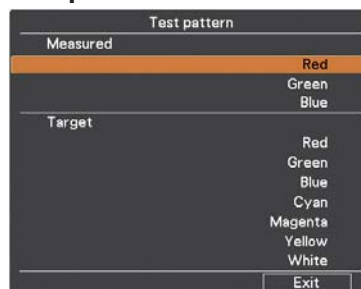 Test pattern
Measured
Red
Green
Blue
Target
Red
Green
Blue
Cyan
Magenta
Yellow
White
Exit